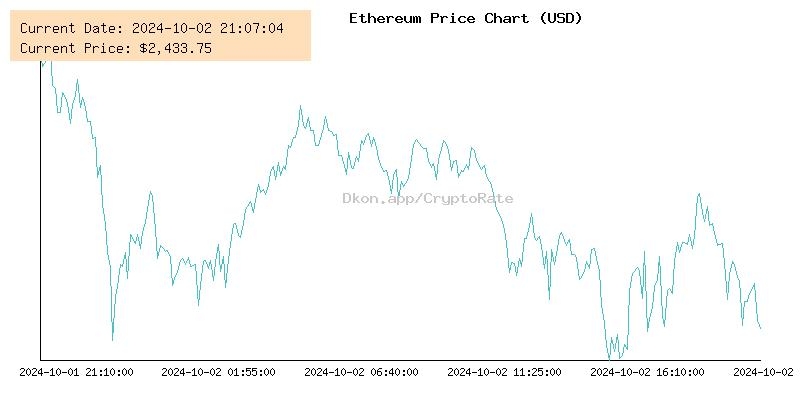 Ethereum Price Chart (USD)
Current Date: 2024-10-02 21:07:04
Current Price: $2,433.75
Dkon.app/CryptoRate
2024-10-01 21:10:00
2024-10-02 01:55:00
2024-10-02 06:40:00
2024-10-02 11:25:00
2024-10-02 16:10:00
2024-10-02